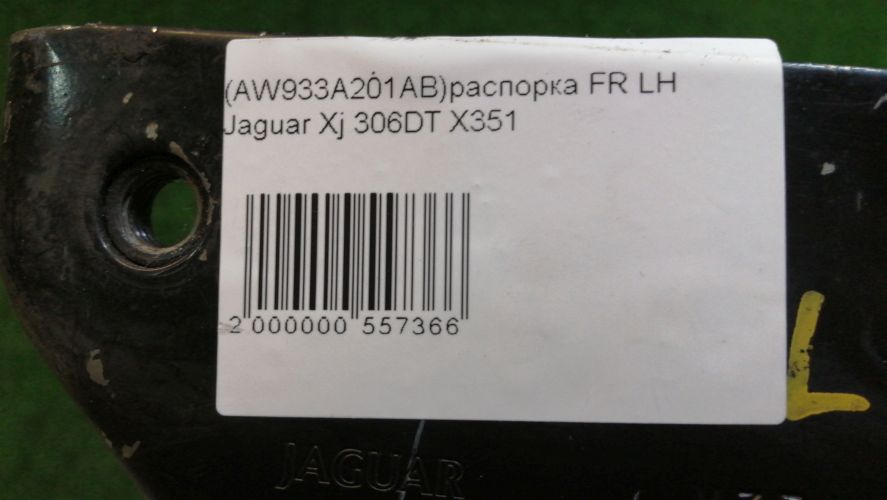 (AW933A201AB)распорка FR LH
Jaguar Xj 306DT X351
2 000000 557366
L
JAGUAR